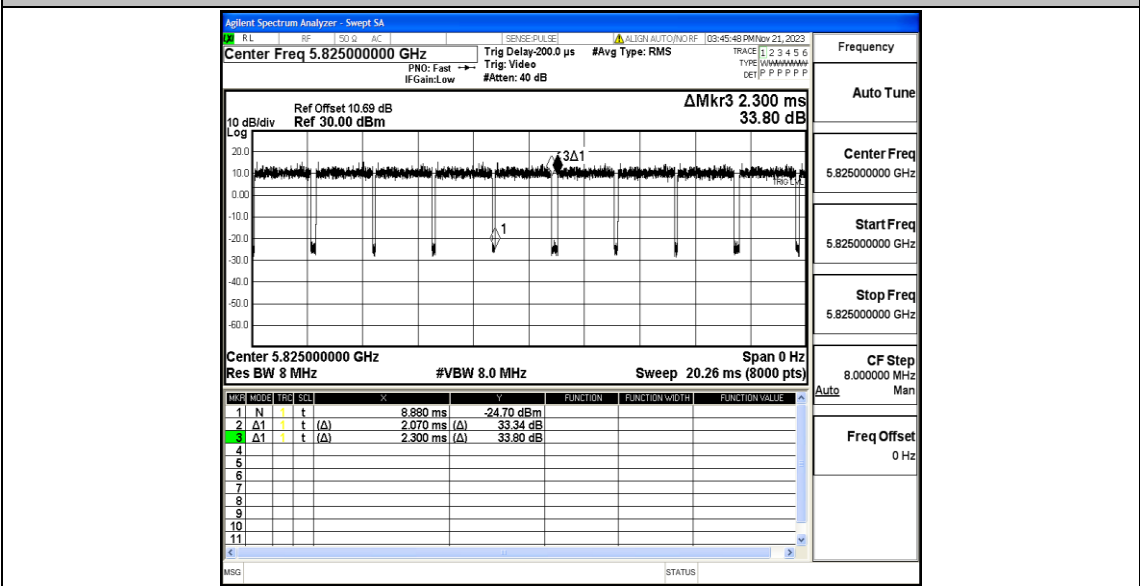 Agilent Spectrum Analyzer - Swept SA
RL RF 50 Ω AC SENSE:PULSE ALIGN AUTO/NO RF 03:45:48 PM Nov 21, 2023
Center Freq 5.825000000 GHz
PNO: Fast
IFGain:Low
Trig Delay-200.0 µs
Trig: Video
#Atten: 40 dB
#Avg Type: RMS
TRACE 1 2 3 4 5 6
TYPE
DET P P P P P P
Frequency
Auto Tune
ΔMkr3 2.300 ms
33.80 dB
Ref Offset 10.69 dB
10 dB/div Ref 30.00 dBm
Log
20.0
10.0
0.00
-10.0
-20.0
-30.0
-40.0
-50.0
-60.0
3Δ1
TRIG LVL
1
Center Freq
5.825000000 GHz
Start Freq
5.825000000 GHz
Stop Freq
5.825000000 GHz
CF Step
8.000000 MHz
Auto Man
Freq Offset
0 Hz
Center 5.825000000 GHz Span 0 Hz
Res BW 8 MHz #VBW 8.0 MHz Sweep 20.26 ms (8000 pts)
MKR MODE TRC SCL X Y FUNCTION FUNCTION WIDTH FUNCTION VALUE
1 N 1 t 8.880 ms -24.70 dBm
2 Δ1 1 t (Δ) 2.070 ms (Δ) 33.34 dB
3 Δ1 1 t (Δ) 2.300 ms (Δ) 33.80 dB
4
5
6
7
8
9
10
11
MSG STATUS